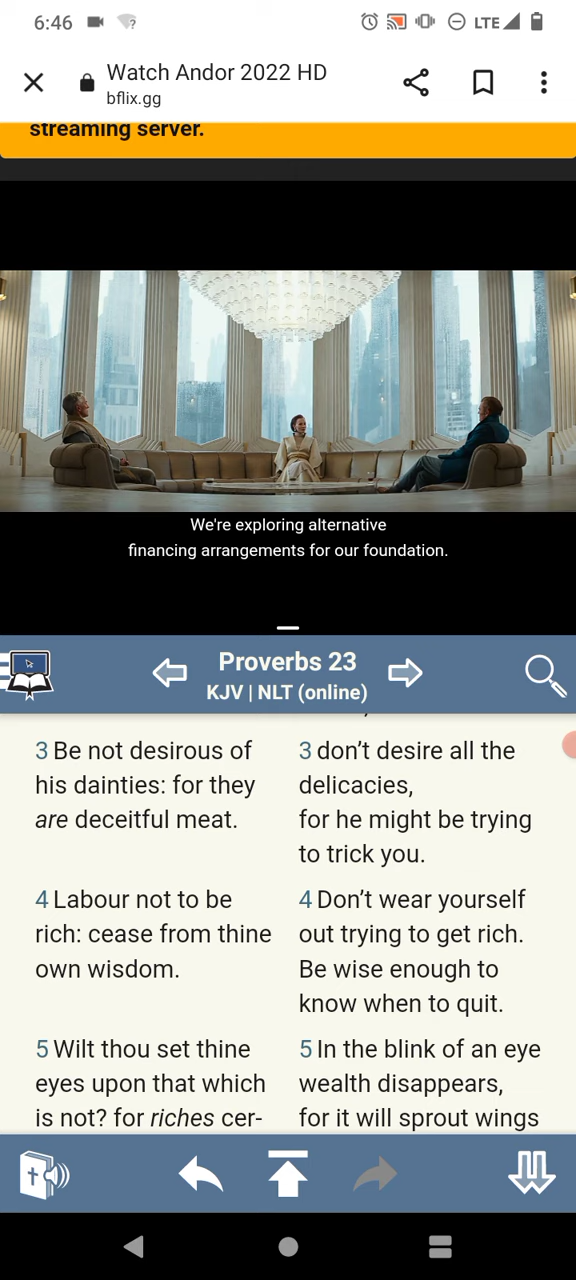 6:46
LTE
Watch Andor 2022 HD
bflix.gg
streaming server.
We're exploring alternative
financing arrangements for our foundation.
Proverbs 23
KJV | NLT (online)
3 Be not desirous of
his dainties: for they
are deceitful meat.
3 don't desire all the
delicacies,
for he might be trying
to trick you.
4 Labour not to be
rich: cease from thine
own wisdom.
4 Don't wear yourself
out trying to get rich.
Be wise enough to
know when to quit.
5 Wilt thou set thine
eyes upon that which
is not? for riches cer-
5 In the blink of an eye
wealth disappears,
for it will sprout wings